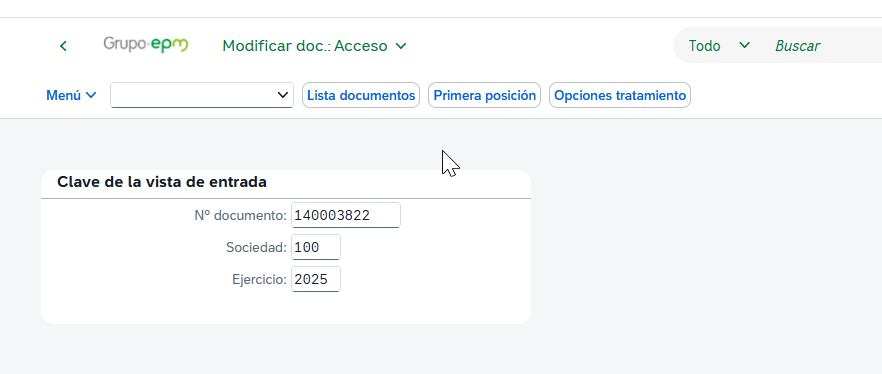 Grupo·epm Modificar doc.: Acceso Todo Buscar
Menú Lista documentos Primera posición Opciones tratamiento
Clave de la vista de entrada
Nº documento: 140003822
Sociedad: 100
Ejercicio: 2025